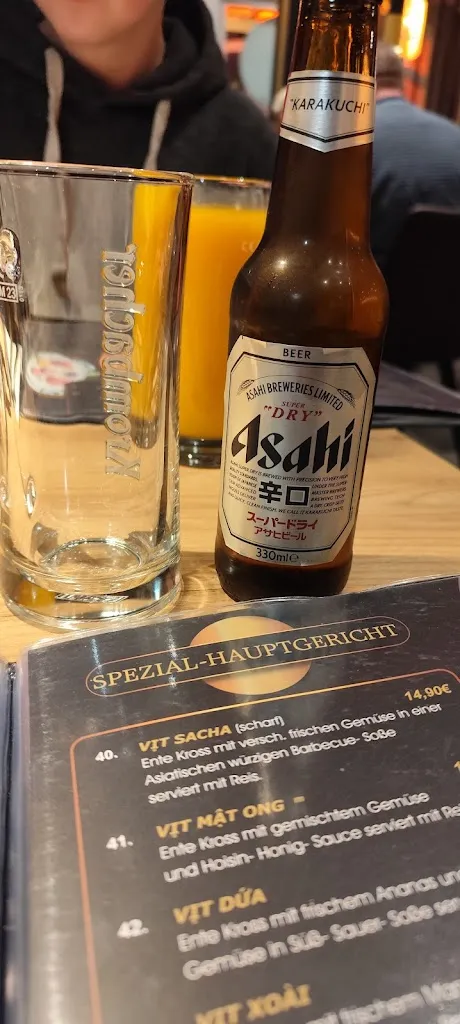 "KARAKUCHI"
Krombacher
BEER
ASAHI BREWERIES LIMITED
SUPER
"DRY"
Asahi
辛口
スーパードライ
アサヒビール
330ml℮
SPEZIAL-HAUPTGERICHT
14,90€
40. VỊT SACHA (scharf)
Ente Kross mit versch. frischen Gemüse in einer
Asiatischen würzigen Barbecue- Soße
serviert mit Reis.
41. VỊT MẬT ONG
Ente Kross mit gemischtem Gemüse
und Hoisin- Honig- Sauce serviert mit
42. VỊT DỨA
Ente Kross mit frischem Ananas
Gemüse in Süß- Sauer- Soße
VỊT XOÀI
mit frischem